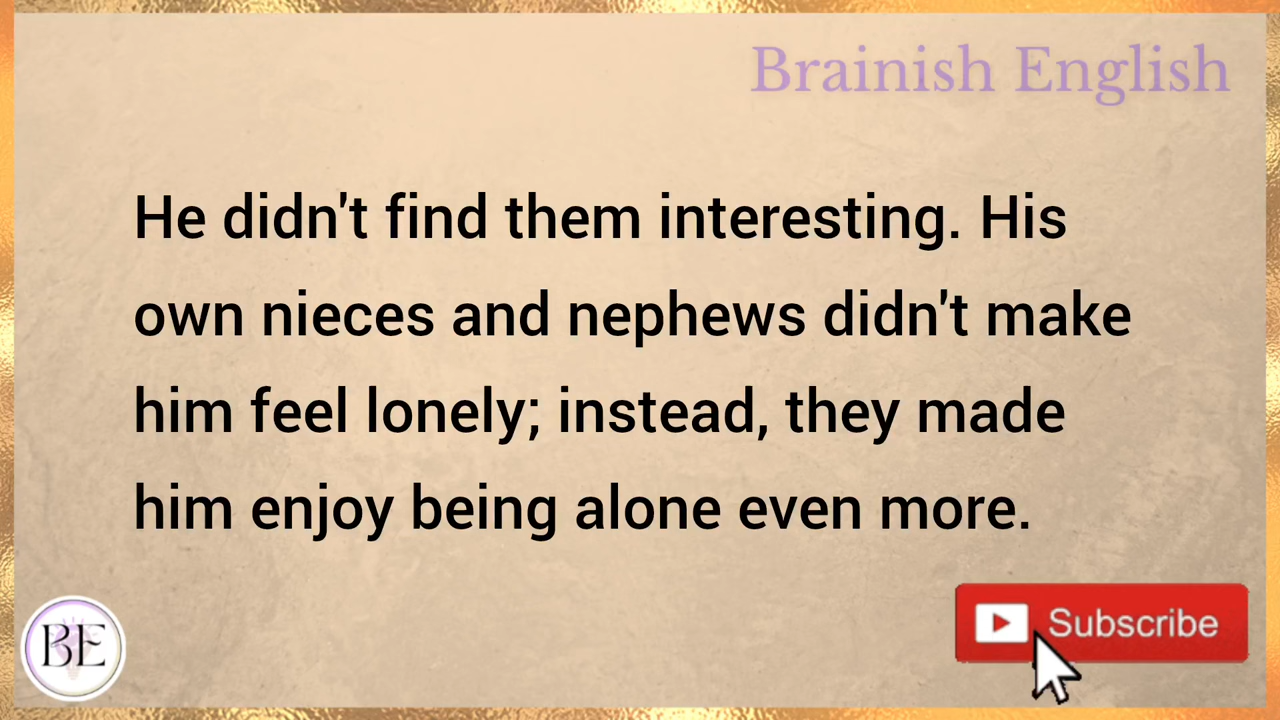 Brainish English
He didn't find them interesting. His
own nieces and nephews didn't make
him feel lonely; instead, they made
him enjoy being alone even more.
Subscribe
BE